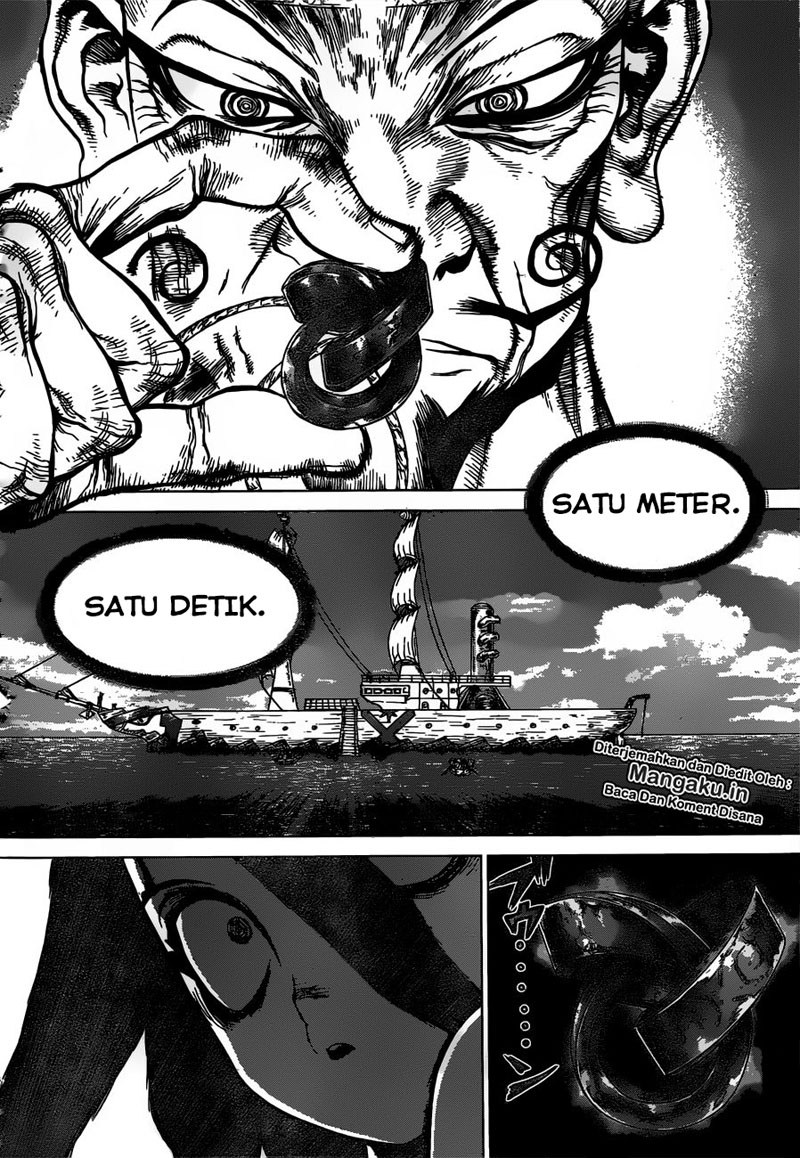 SATU METER.
SATU DETIK.
Diterjemahkan dan Diedit Oleh :
Mangaku.in
Baca Dan Koment Disana